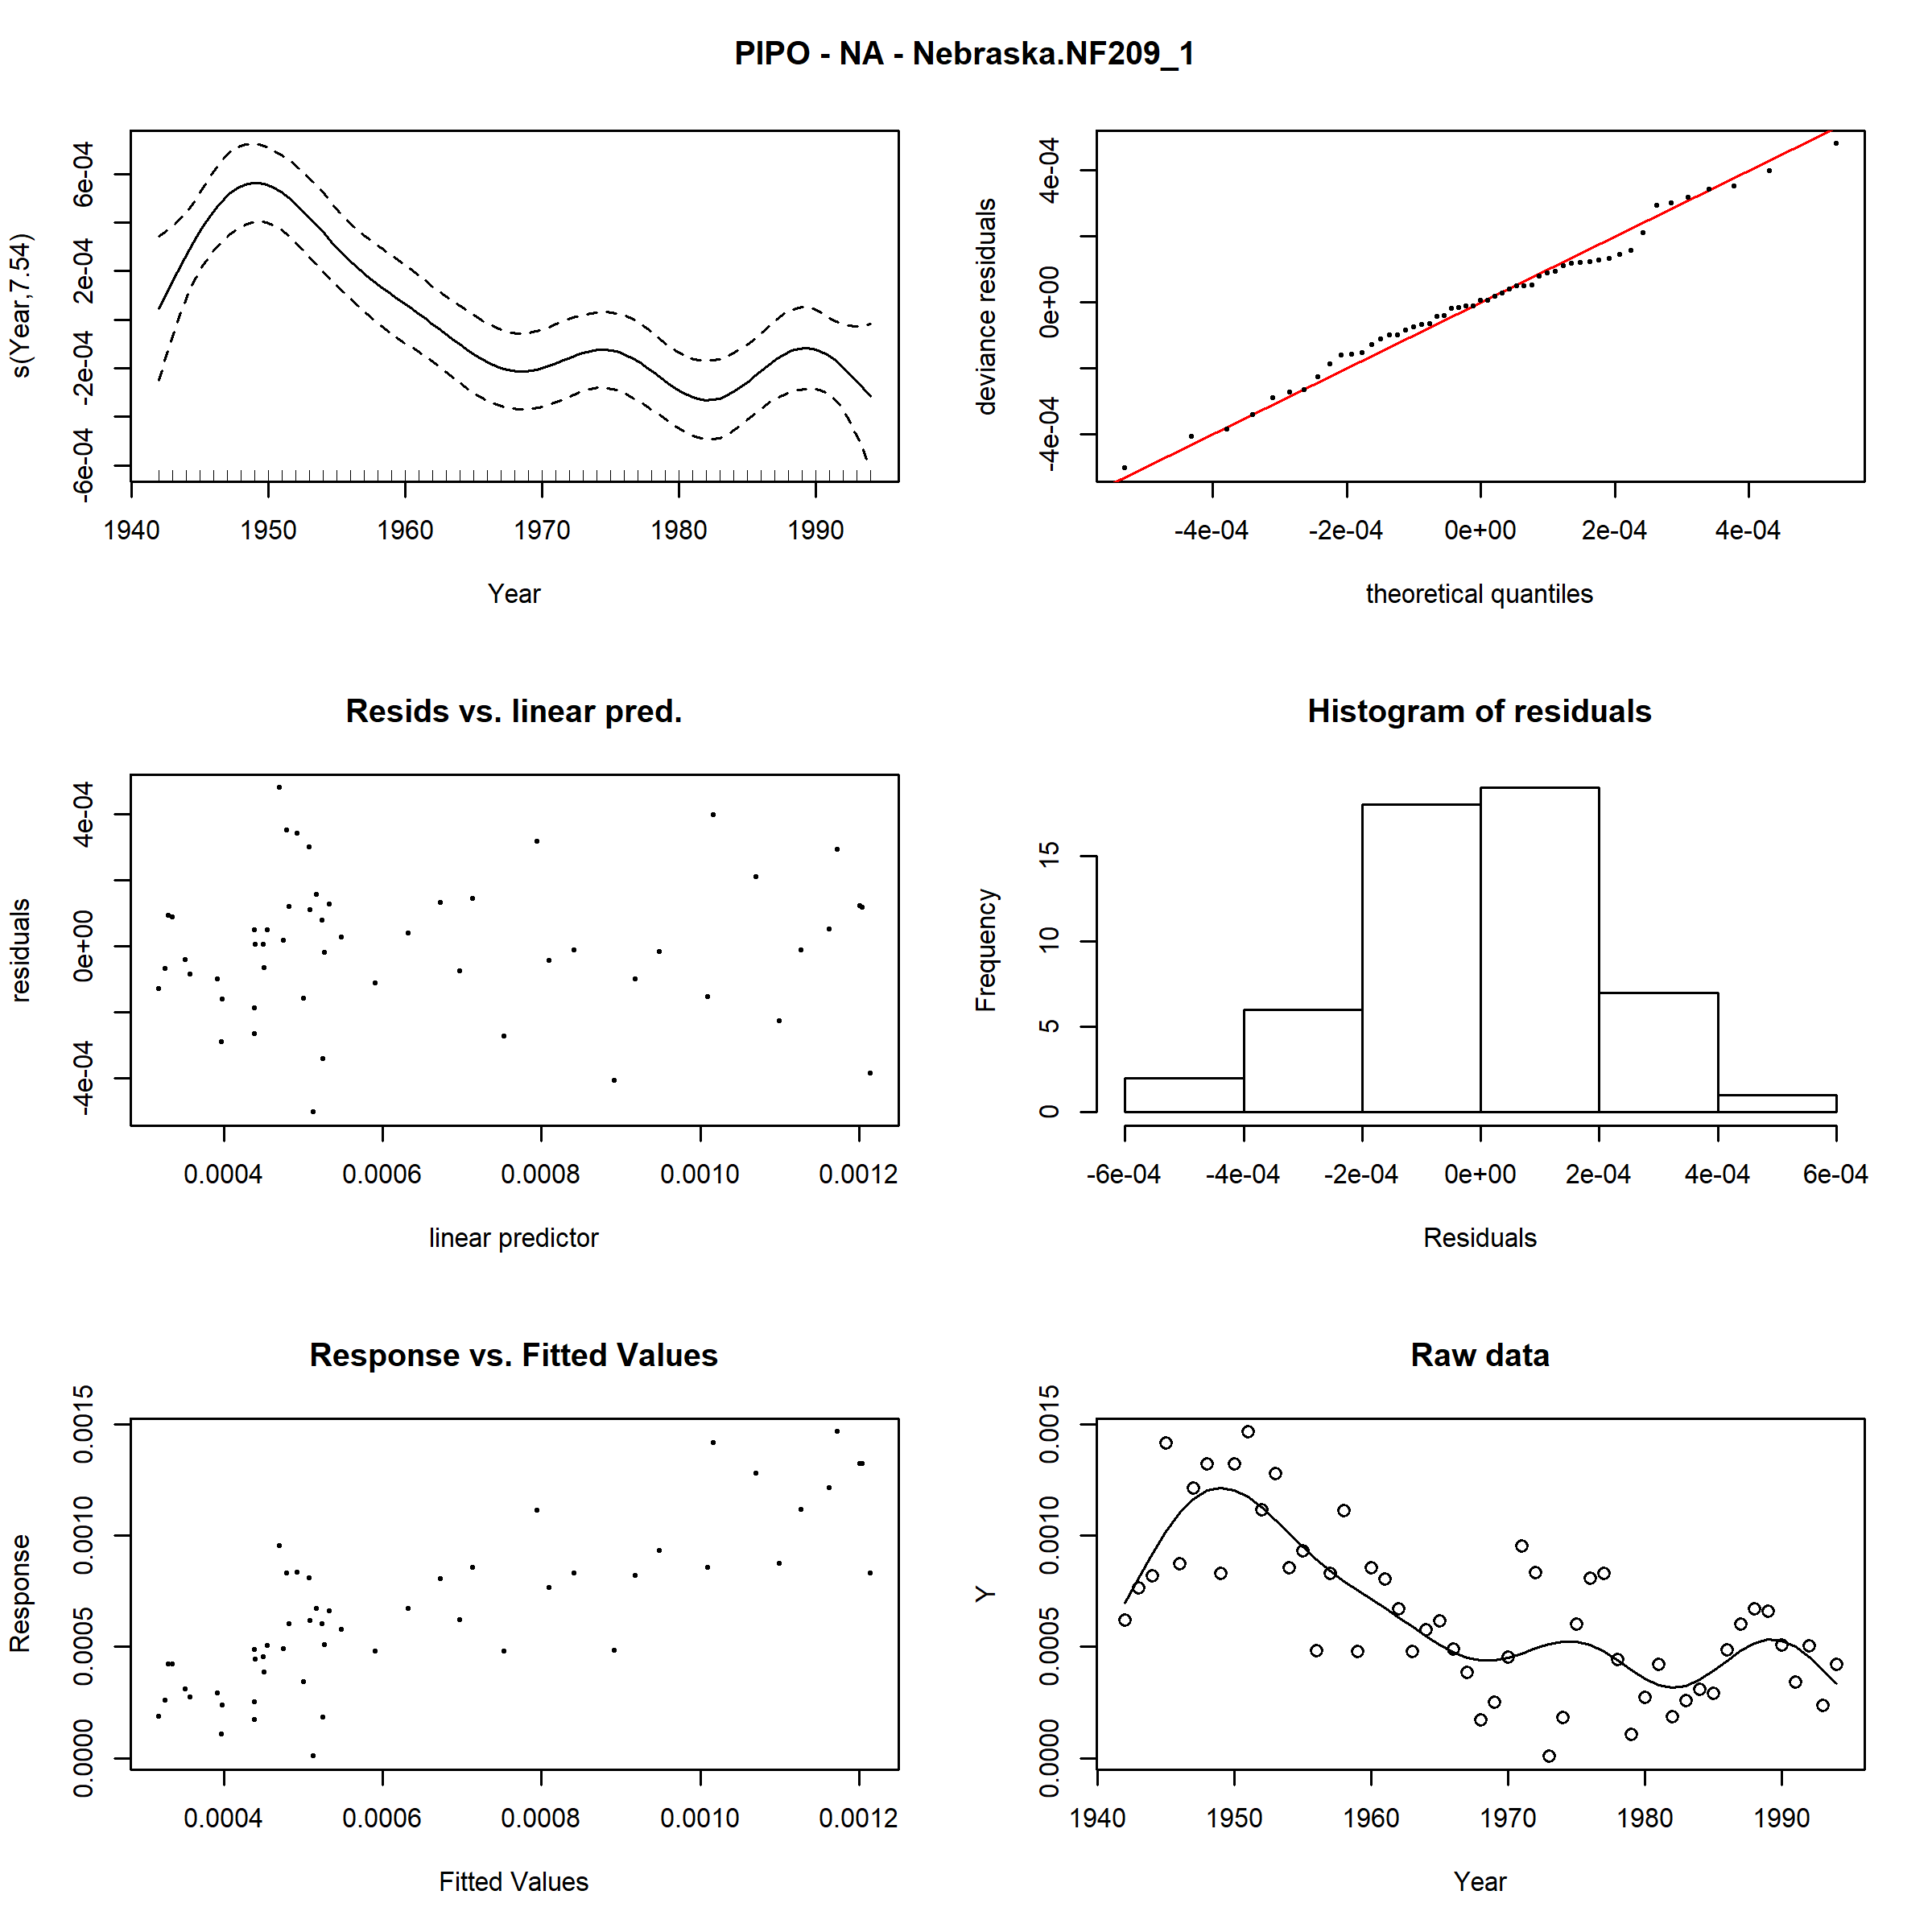 PIPO - NA - Nebraska.NF209_1
s(Year,7.54)
-6e-04 -2e-04 2e-04 6e-04
1940 1950 1960 1970 1980 1990
Year
deviance residuals
-4e-04 0e+00 4e-04
-4e-04 -2e-04 0e+00 2e-04 4e-04
theoretical quantiles
Resids vs. linear pred.
residuals
-4e-04 0e+00 4e-04
0.0004 0.0006 0.0008 0.0010 0.0012
linear predictor
Histogram of residuals
Frequency
0 5 10 15
-6e-04 -4e-04 -2e-04 0e+00 2e-04 4e-04 6e-04
Residuals
Response vs. Fitted Values
Response
0.0000 0.0005 0.0010 0.0015
0.0004 0.0006 0.0008 0.0010 0.0012
Fitted Values
Raw data
Y
0.0000 0.0005 0.0010 0.0015
1940 1950 1960 1970 1980 1990
Year